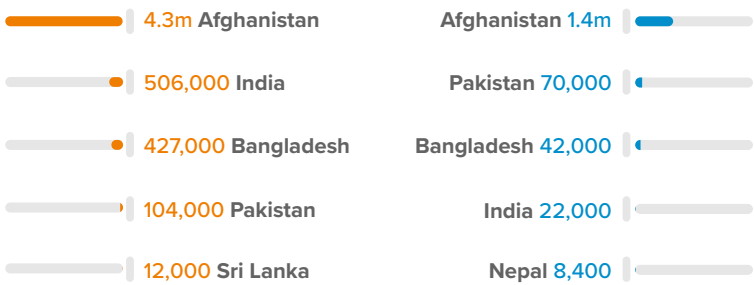 4.3m Afghanistan
506,000 India
427,000 Bangladesh
104,000 Pakistan
12,000 Sri Lanka
Afghanistan 1.4m
Pakistan 70,000
Bangladesh 42,000
India 22,000
Nepal 8,400